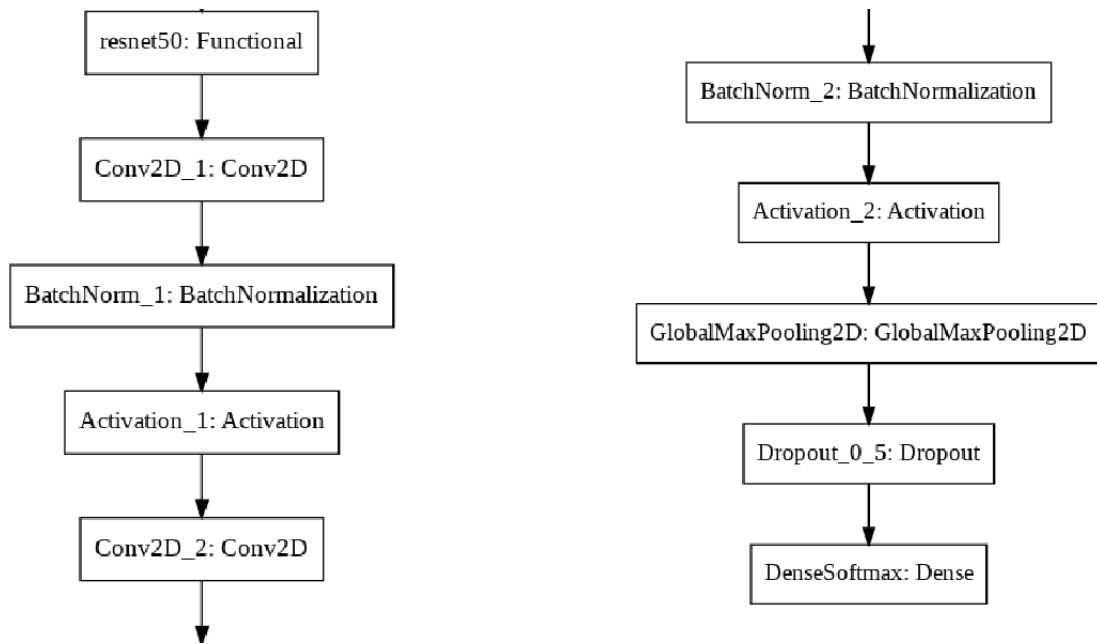 resnet50: Functional
Conv2D_1: Conv2D
BatchNorm_1: BatchNormalization
Activation_1: Activation
Conv2D_2: Conv2D
BatchNorm_2: BatchNormalization
Activation_2: Activation
GlobalMaxPooling2D: GlobalMaxPooling2D
Dropout_0_5: Dropout
DenseSoftmax: Dense